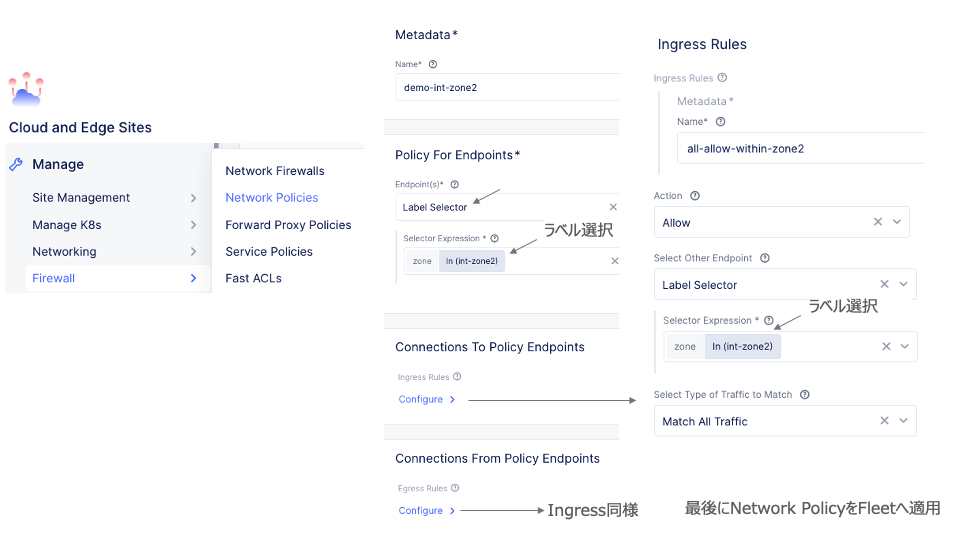 Cloud and Edge Sites
Manage
Site Management
Manage K8s
Networking
Firewall
Network Firewalls
Network Policies
Forward Proxy Policies
Service Policies
Fast ACLs
Metadata*
Name*
demo-int-zone2
Policy For Endpoints*
Endpoint(s)*
Label Selector
ラベル選択
Selector Expression *
zone In (int-zone2)
Connections To Policy Endpoints
Ingress Rules
Configure
Connections From Policy Endpoints
Egress Rules
Configure
Ingress同様
Ingress Rules
Ingress Rules
Metadata*
Name*
all-allow-within-zone2
Action
Allow
Select Other Endpoint
Label Selector
ラベル選択
Selector Expression *
zone In (int-zone2)
Select Type of Traffic to Match
Match All Traffic
最後にNetwork PolicyをFleetへ適用